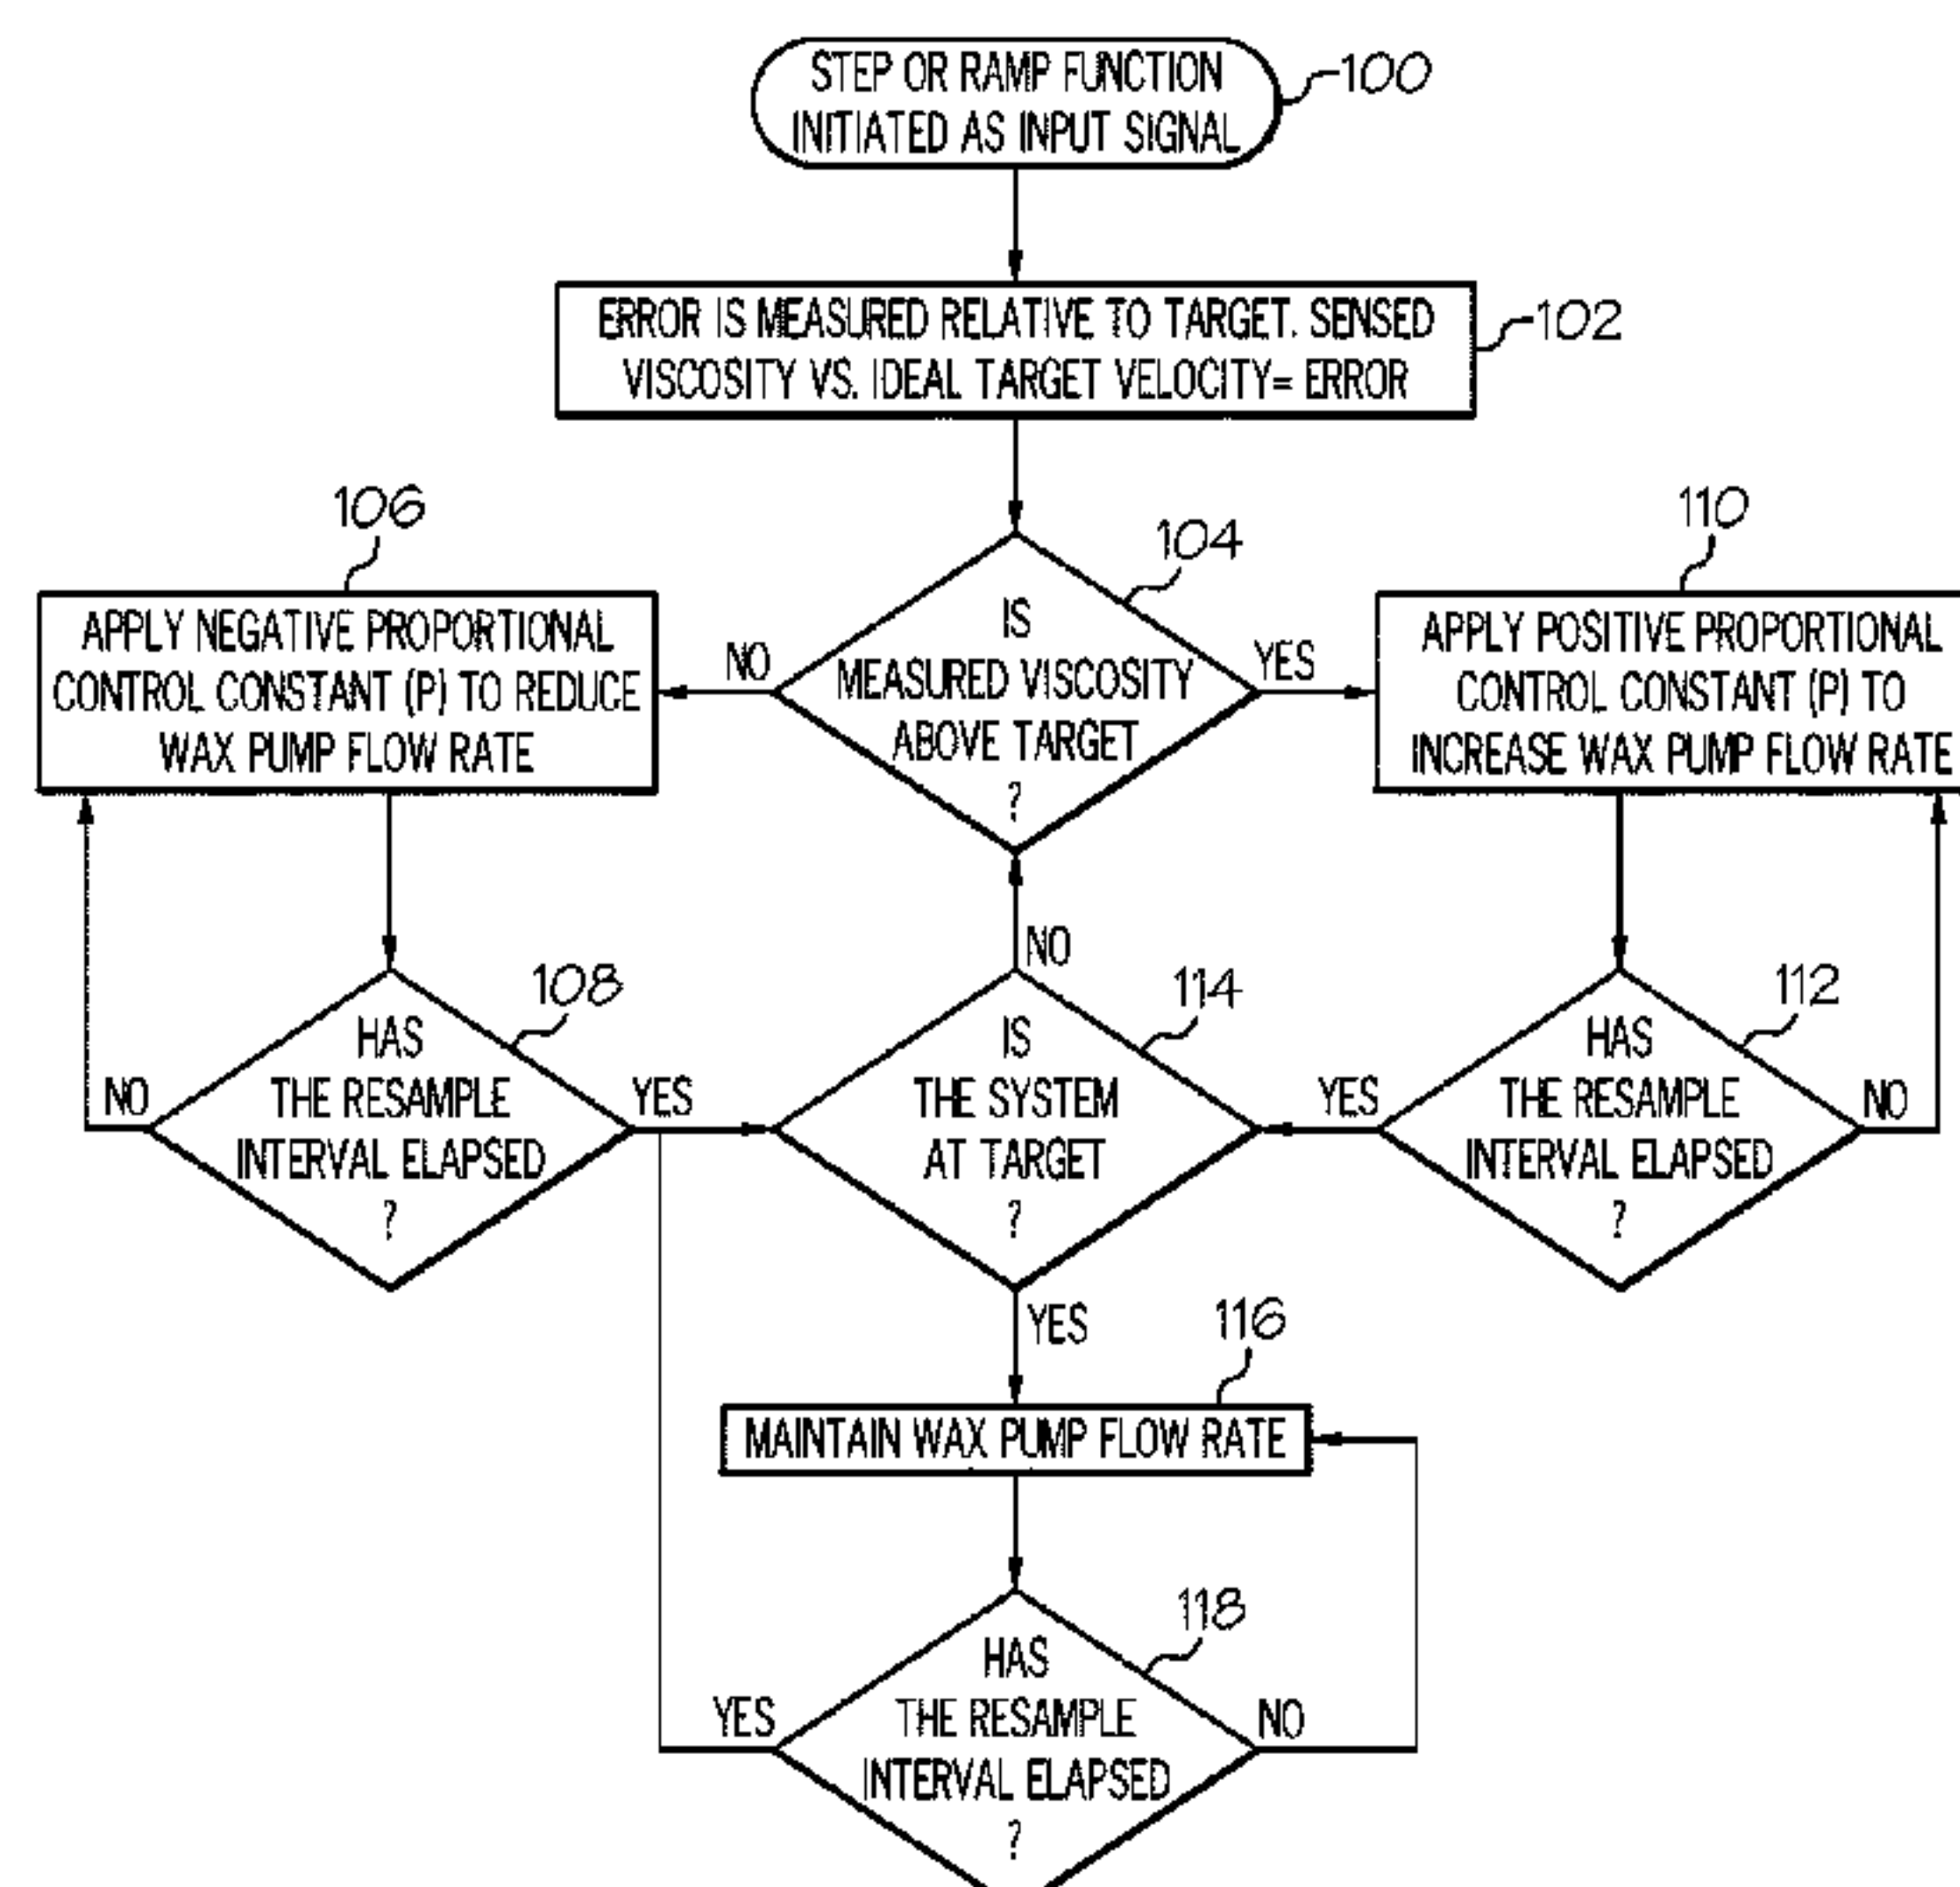 STEP OR RAMP FUNCTION
INITIATED AS INPUT SIGNAL
100
ERROR IS MEASURED RELATIVE TO TARGET. SENSED
VISCOSITY VS. IDEAL TARGET VELOCITY= ERROR
102
106
APPLY NEGATIVE PROPORTIONAL
CONTROL CONSTANT (P) TO REDUCE
WAX PUMP FLOW RATE
104
IS
MEASURED VISCOSITY
ABOVE TARGET
?
NO
YES
110
APPLY POSITIVE PROPORTIONAL
CONTROL CONSTANT (P) TO
INCREASE WAX PUMP FLOW RATE
108
HAS
THE RESAMPLE
INTERVAL ELAPSED
?
NO
YES
NO
114
IS
THE SYSTEM
AT TARGET
?
YES
112
HAS
THE RESAMPLE
INTERVAL ELAPSED
?
YES
NO
116
MAINTAIN WAX PUMP FLOW RATE
118
HAS
THE RESAMPLE
INTERVAL ELAPSED
?
YES
NO